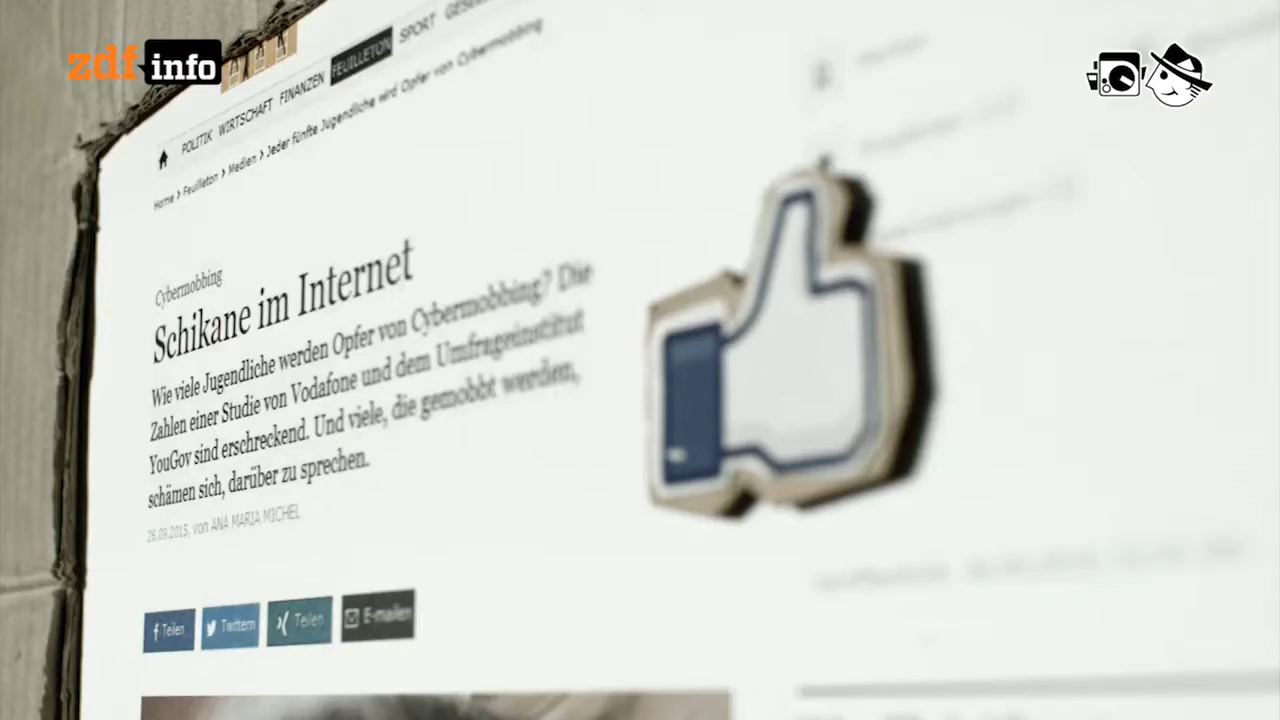 zdf info
POLITIK WIRTSCHAFT FINANZEN FEUILLETON SPORT
Home > Feuilleton > Medien > Jeder fünfte Jugendliche wird Opfer von Cybermobbing
Cybermobbing
Schikane im Internet
Wie viele Jugendliche werden Opfer von Cybermobbing? Die
Zahlen einer Studie von Vodafone und dem Umfrageinstitut
YouGov sind erschreckend. Und viele, die gemobbt werden,
schämen sich, darüber zu sprechen.
26.09.2015, von ANA MARIA MICHEL
f Teilen
Twittern
Teilen
E-mailen